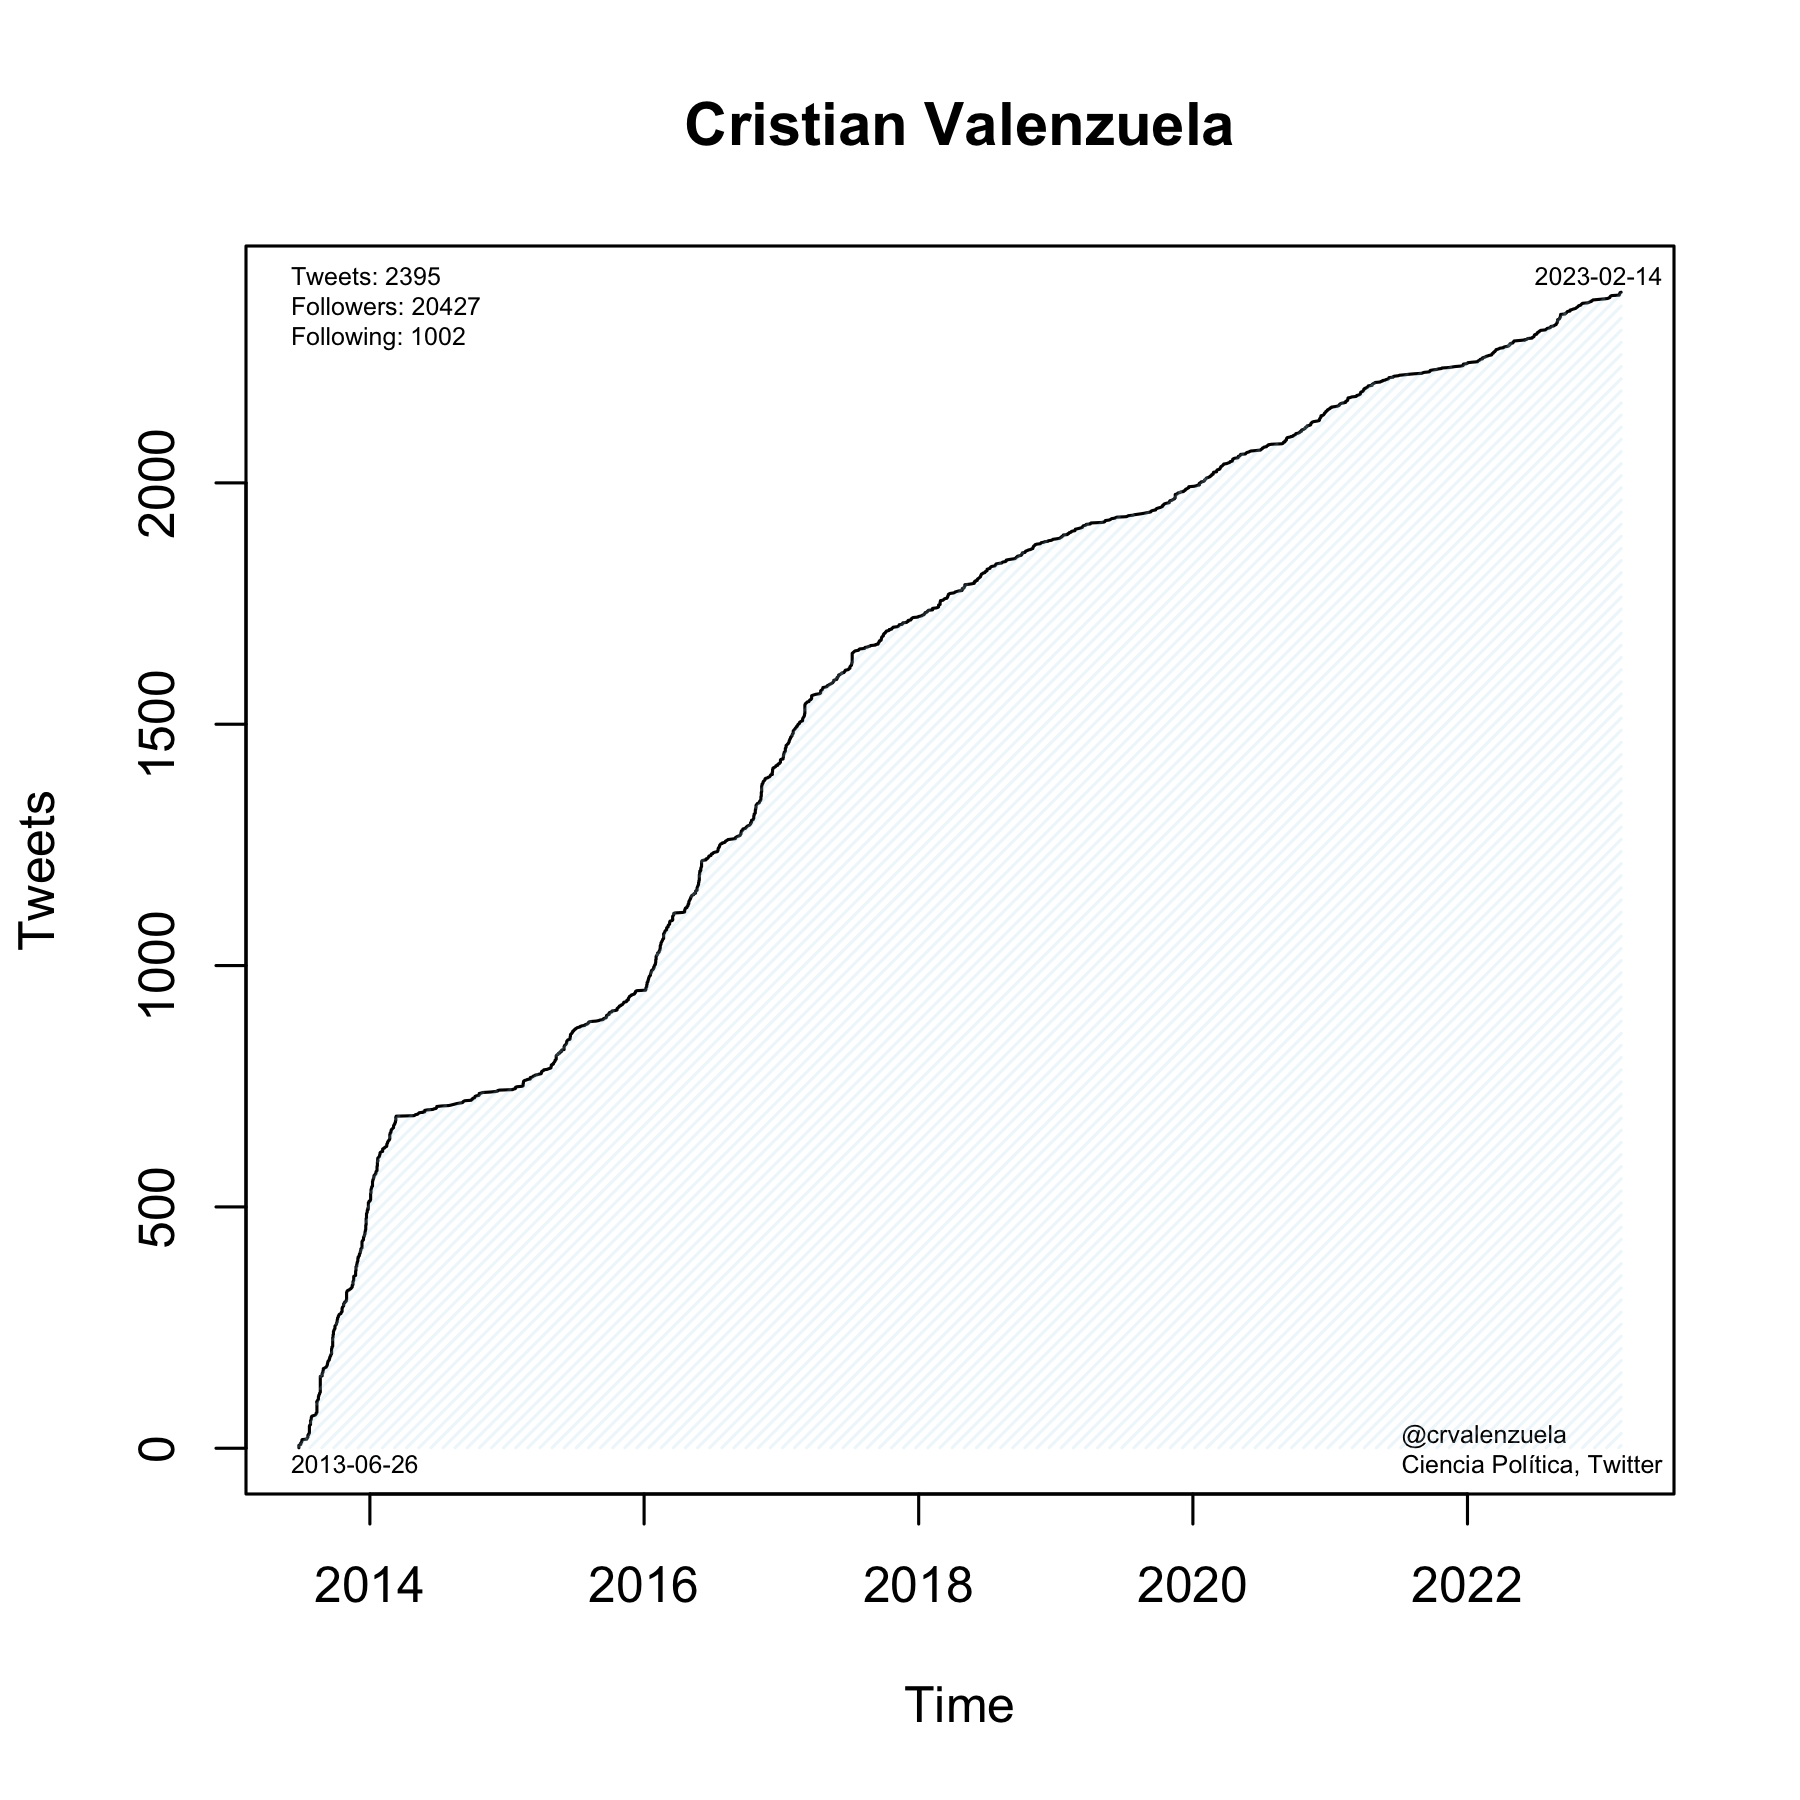 Cristian Valenzuela
Tweets: 2395
Followers: 20427
Following: 1002
2023-02-14
2000
1500
1000
500
0
Tweets
2013-06-26
@crvalenzuela
Ciencia Política, Twitter
2014
2016
2018
2020
2022
Time